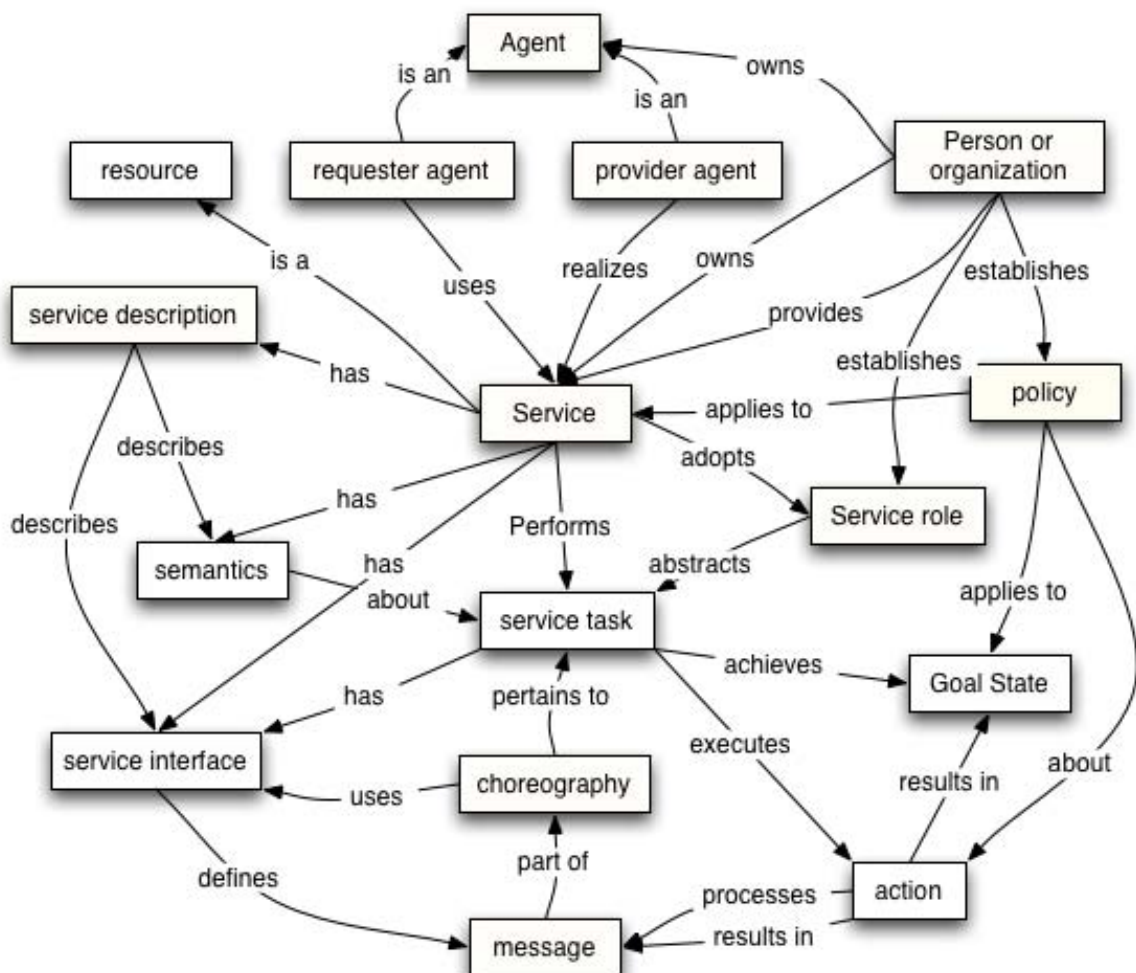 Agent
owns
is an
is an
resource
requester agent
provider agent
Person or
organization
is a
uses
realizes
owns
establishes
service description
provides
has
establishes
Service
applies to
policy
describes
adopts
has
describes
Performs
Service role
semantics
has
about
abstracts
service task
applies to
achieves
Goal State
has
pertains to
service interface
executes
about
choreography
uses
results in
part of
defines
action
processes
message
results in